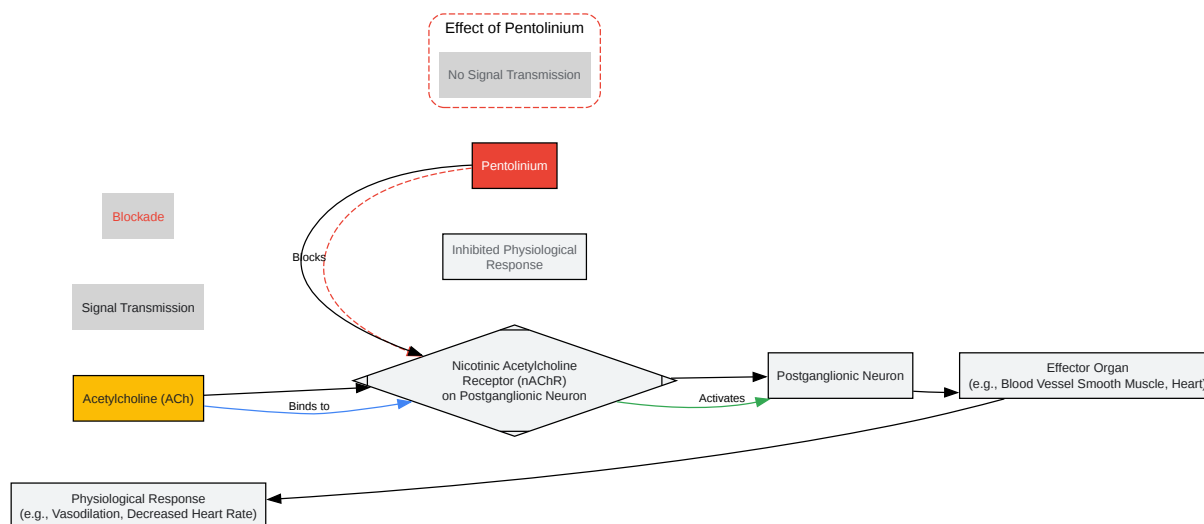 Effect of Pentolinium
No Signal Transmission
Pentolinium
Blockade
Inhibited Physiological
Response
Blocks
Signal Transmission
Nicotinic Acetylcholine
Receptor (nAChR)
on Postganglionic Neuron
Acetylcholine (ACh)
Binds to
Activates
Postganglionic Neuron
Effector Organ
(e.g., Blood Vessel Smooth Muscle, Heart)
Physiological Response
(e.g., Vasodilation, Decreased Heart Rate)